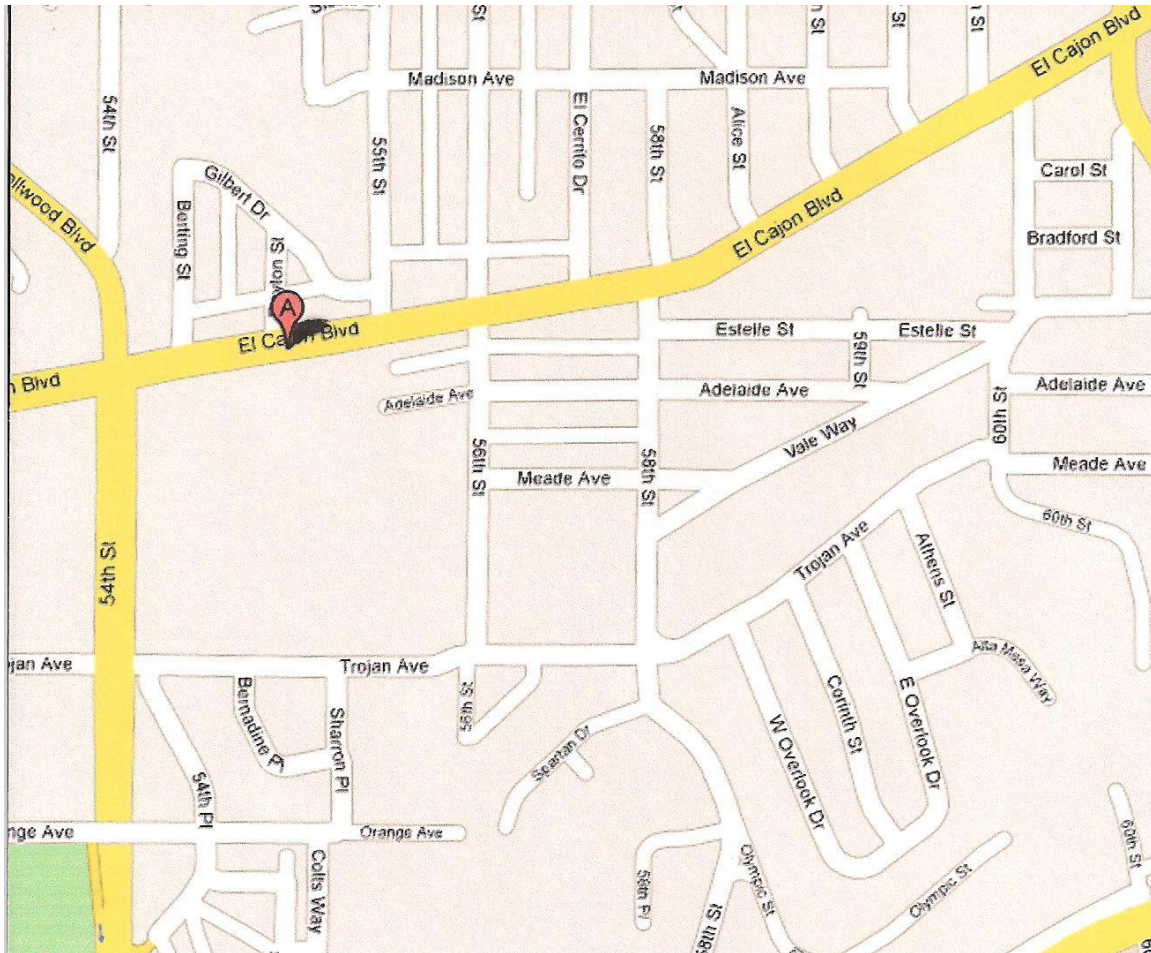 El Cajon Blvd
Madison Ave
Madison Ave
54th St
55th St
El Cerrito Dr
58th St
Alice St
Carol St
Gilbert Dr
Berting St
El Cajon Blvd
Bradford St
A
El Cajon Blvd
Estelle St
Estelle St
59th St
Blvd
Adelaide Ave
Adelaide Ave
Adelaide Ave
60th St
Vale Way
56th St
58th St
Meade Ave
Meade Ave
60th St
54th St
Trojan Ave
Athens St
Trojan Ave
Alta Mesa Way
Bernadine Pl
Sharron Pl
56th St
Corinth St
E Overlook Dr
W Overlook Dr
Spartan Dr
54th Pl
Orange Ave
Colts Way
Olympic St
Olympic St
60th St
58th Pl